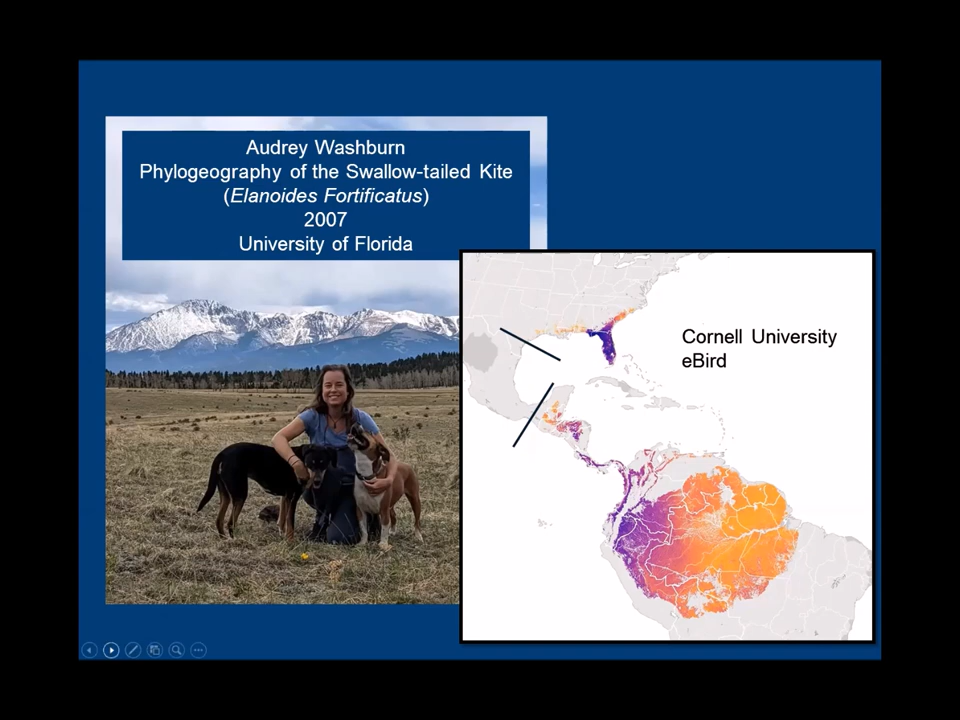 Audrey Washburn
Phylogeography of the Swallow-tailed Kite
(Elanoides Fortificatus)
2007
University of Florida
Cornell University
eBird